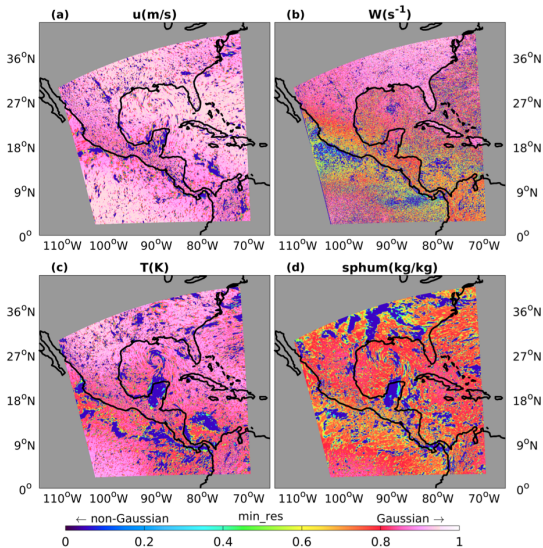 (a) u(m/s)
(b) W(s⁻¹)
36°N
36°N
27°N
27°N
18°N
18°N
9°N
9°N
0°
0°
110°W 100°W 90°W 80°W 70°W
110°W 100°W 90°W 80°W 70°W
(c) T(K)
(d) sphum(kg/kg)
36°N
36°N
27°N
27°N
18°N
18°N
9°N
9°N
0°
0°
110°W 100°W 90°W 80°W 70°W
110°W 100°W 90°W 80°W 70°W
← non-Gaussian min_res Gaussian →
0 0.2 0.4 0.6 0.8 1